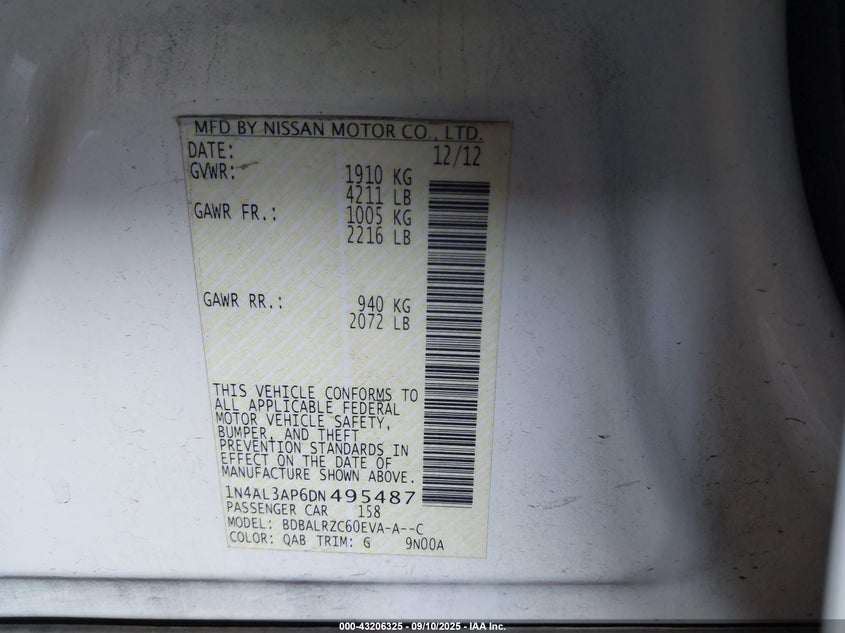 MFD BY NISSAN MOTOR CO., LTD.
DATE: 12/12
GVWR: 1910 KG
4211 LB
GAWR FR.: 1005 KG
2216 LB
GAWR RR.: 940 KG
2072 LB
THIS VEHICLE CONFORMS TO
ALL APPLICABLE FEDERAL
MOTOR VEHICLE SAFETY,
BUMPER, AND THEFT
PREVENTION STANDARDS IN
EFFECT ON THE DATE OF
MANUFACTURE SHOWN ABOVE.
1N4AL3AP6DN495487
PASSENGER CAR 158
MODEL: BDBALRZC60EVA-A--C
COLOR: QAB TRIM: G 9N00A
000-43206325 - 09/10/2025 - IAA Inc.